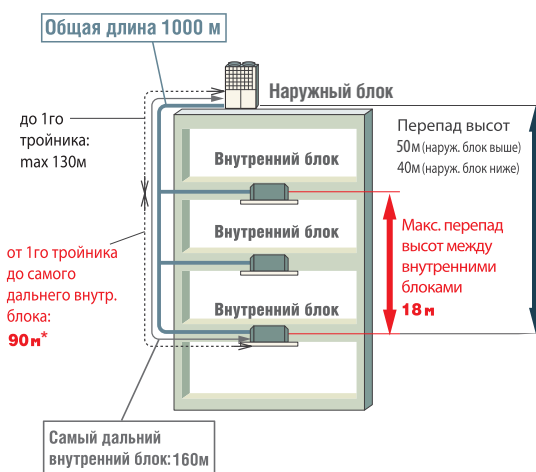 Общая длина 1000 м
Наружный блок
до 1го
тройника:
max 130м
Перепад высот
50м (наруж. блок выше)
40м (наруж. блок ниже)
Внутренний блок
Внутренний блок
Внутренний блок
Макс. перепад
высот между
внутренними
блоками
18 м
от 1го тройника
до самого
дальнего внутр.
блока:
90м*
Самый дальний
внутренний блок: 160м